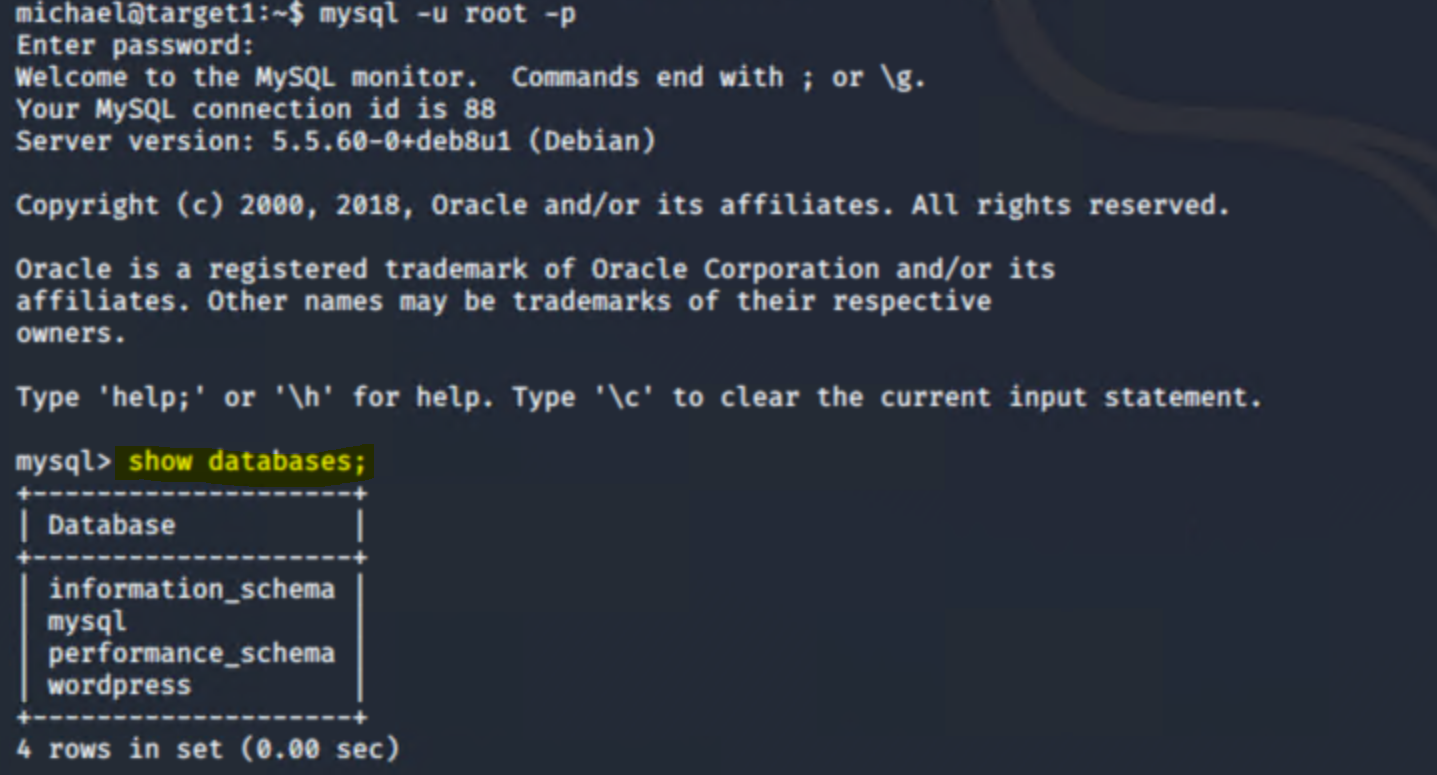 michael@target1:~$ mysql -u root -p
Enter password:
Welcome to the MySQL monitor.  Commands end with ; or \g.
Your MySQL connection id is 88
Server version: 5.5.60-0+deb8u1 (Debian)

Copyright (c) 2000, 2018, Oracle and/or its affiliates. All rights reserved.

Oracle is a registered trademark of Oracle Corporation and/or its
affiliates. Other names may be trademarks of their respective
owners.

Type 'help;' or '\h' for help. Type '\c' to clear the current input statement.

mysql> show databases;
+--------------------+
| Database           |
+--------------------+
| information_schema |
| mysql              |
| performance_schema |
| wordpress          |
+--------------------+
4 rows in set (0.00 sec)